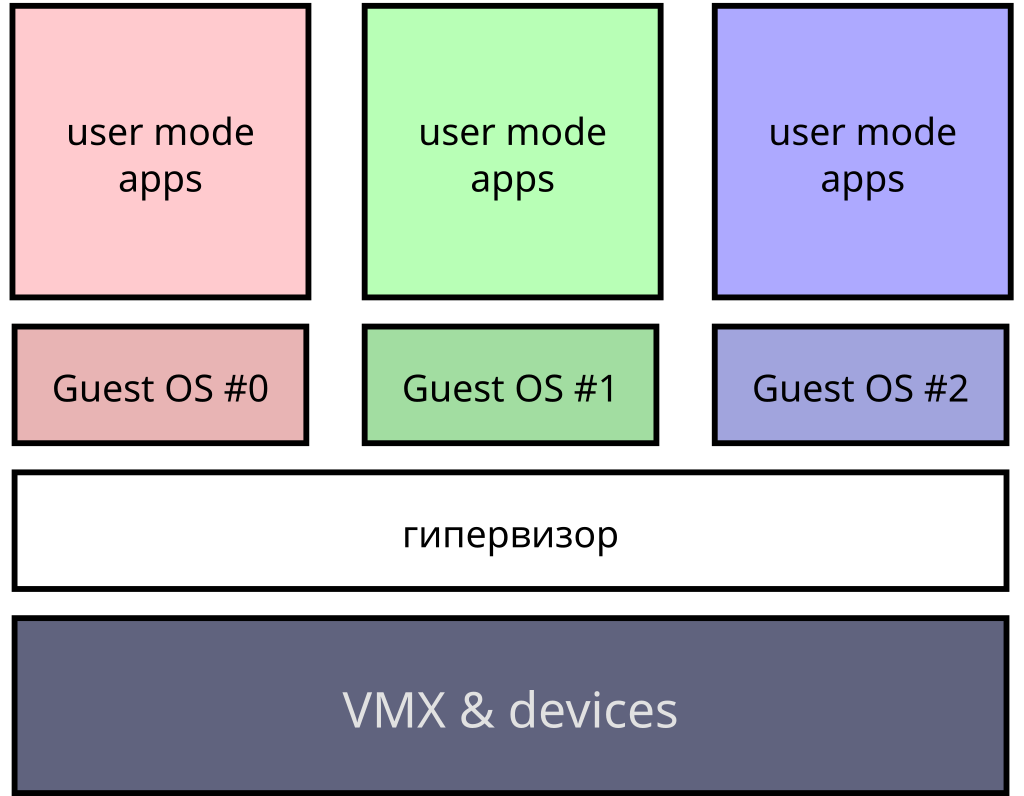 user mode
apps
user mode
apps
user mode
apps
Guest OS #0
Guest OS #1
Guest OS #2
гипервизор
VMX & devices